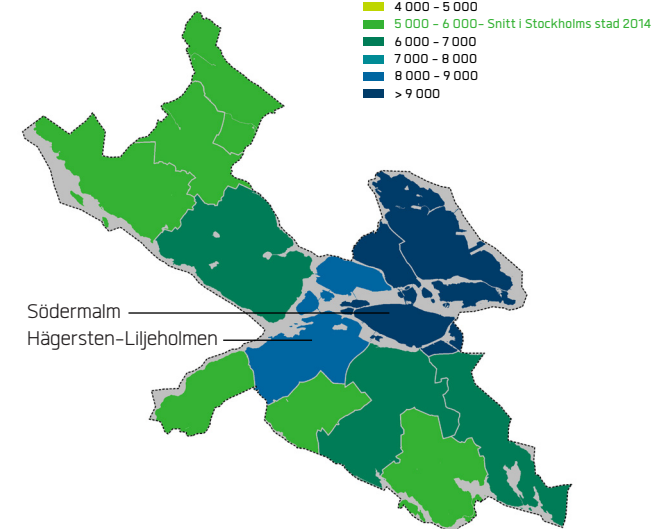 4 000 – 5 000
5 000 – 6 000– Snitt i Stockholms stad 2014
6 000 – 7 000
7 000 – 8 000
8 000 – 9 000
> 9 000
Södermalm
Hägersten–Liljeholmen